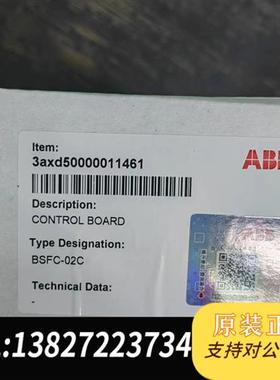 Item:
3axd50000011461
ABB
Description:
CONTROL BOARD
Type Designation:
BSFC-02C
Technical Data:
-
原装正
:13827223734
支持对公